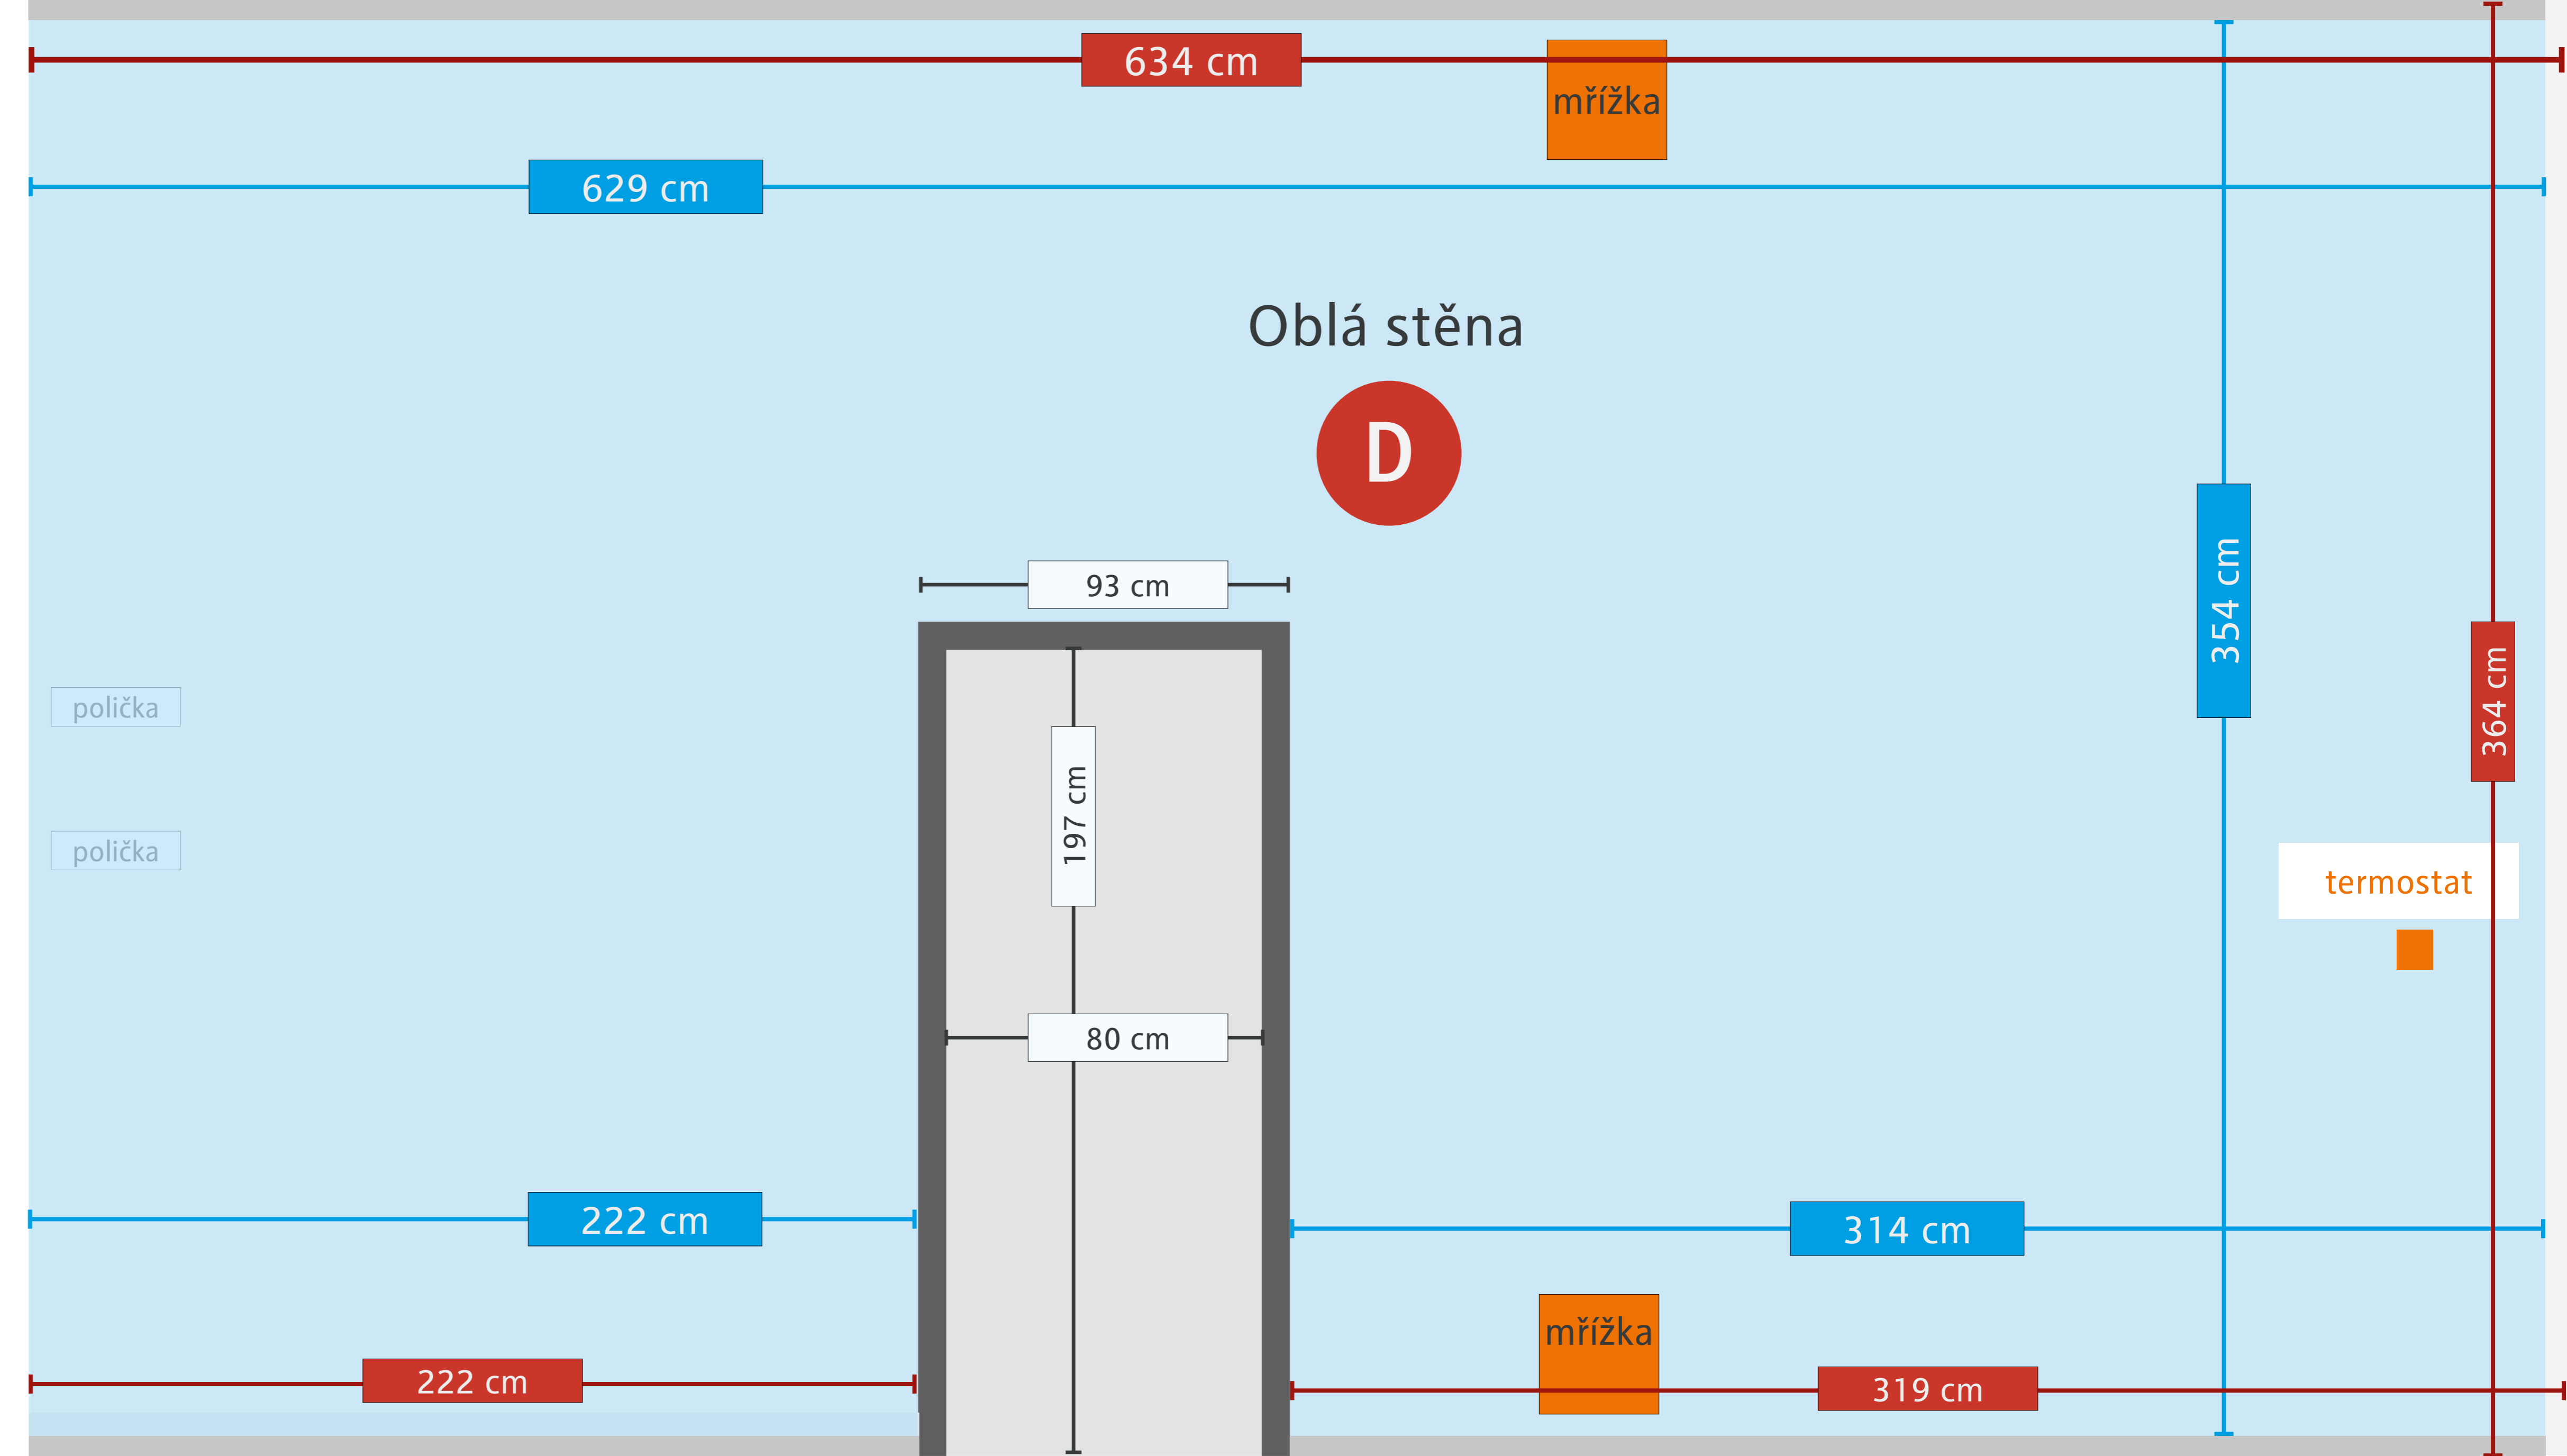 634 cm
mřížka
629 cm
Oblá stěna
D
93 cm
354 cm
364 cm
polička
197 cm
polička
termostat
80 cm
222 cm
314 cm
mřížka
222 cm
319 cm